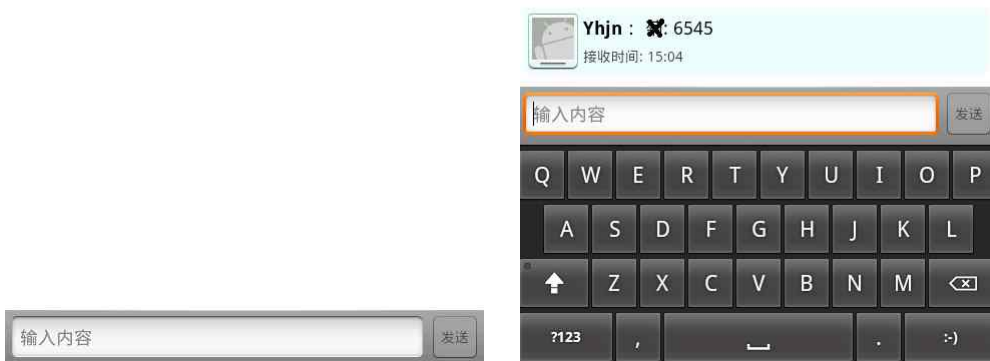 输入内容 发送
Yhjn : : 6545
接收时间: 15:04
输入内容 发送
Q W E R T Y U I O P
A S D F G H J K L
Z X C V B N M
?123 , . :-)